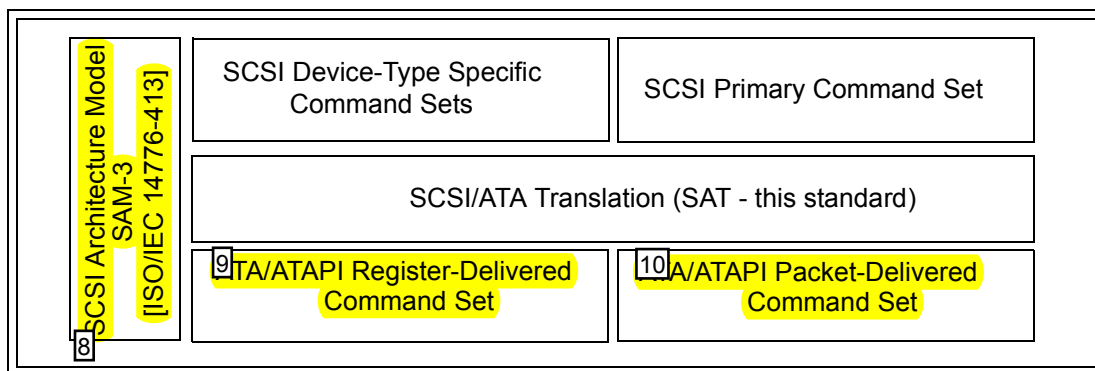 SCSI Architecture Model
SAM-3
[ISO/IEC 14776-413]
8
SCSI Device-Type Specific
Command Sets
SCSI Primary Command Set
SCSI/ATA Translation (SAT - this standard)
9
TA/ATAPI Register-Delivered
Command Set
10
/ATAPI Packet-Delivered
Command Set